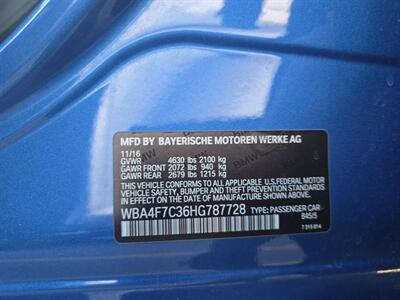 MFD BY BAYERISCHE MOTOREN WERKE AG
11/16
GVWR 4630 lbs 2100 kg
GAWR FRONT 2072 lbs 940 kg
GAWR REAR 2679 lbs 1215 kg
THIS VEHICLE CONFORMS TO ALL APPLICABLE
U.S. FEDERAL MOTOR VEHICLE SAFETY,
BUMPER AND THEFT PREVENTION STANDARDS
IN EFFECT ON THE DATE OF
MANUFACTURE SHOWN ABOVE.
WBA4F7C36HG787728 TYPE: PASSENGER CAR-
B45/5